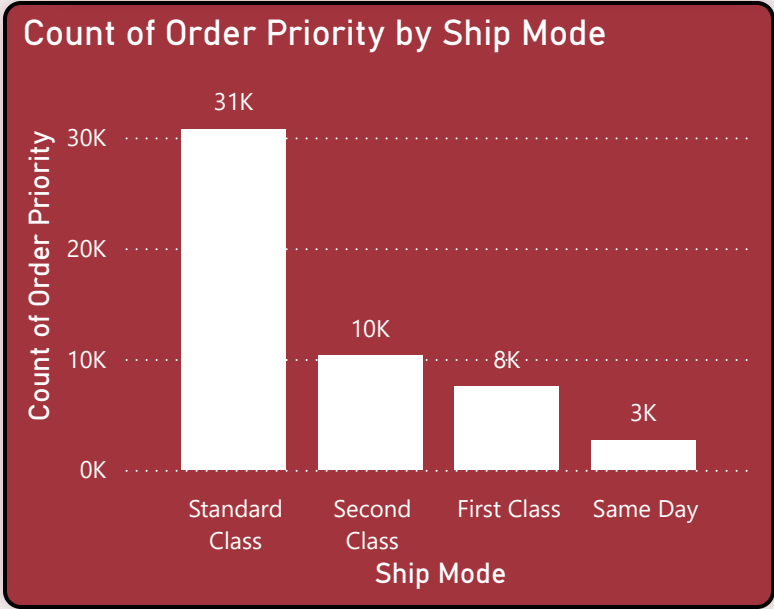 Count of Order Priority by Ship Mode
Count of Order Priority
30K
20K
10K
0K
31K
10K
8K
3K
Standard
Class
Second
Class
First Class
Same Day
Ship Mode